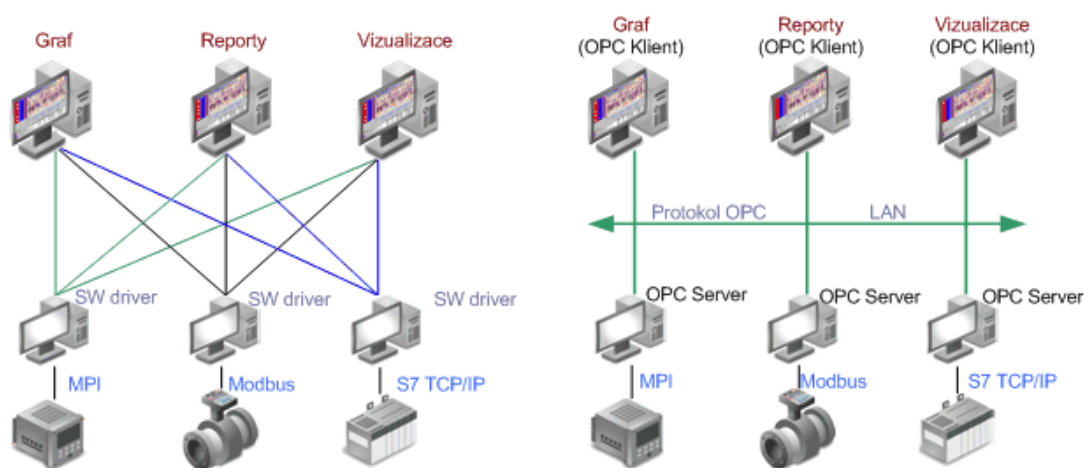 Graf
Reporty
Vizualizace
SW driver
SW driver
SW driver
MPI
Modbus
S7 TCP/IP
Graf
(OPC Klient)
Reporty
(OPC Klient)
Vizualizace
(OPC Klient)
Protokol OPC
LAN
OPC Server
OPC Server
OPC Server
MPI
Modbus
S7 TCP/IP